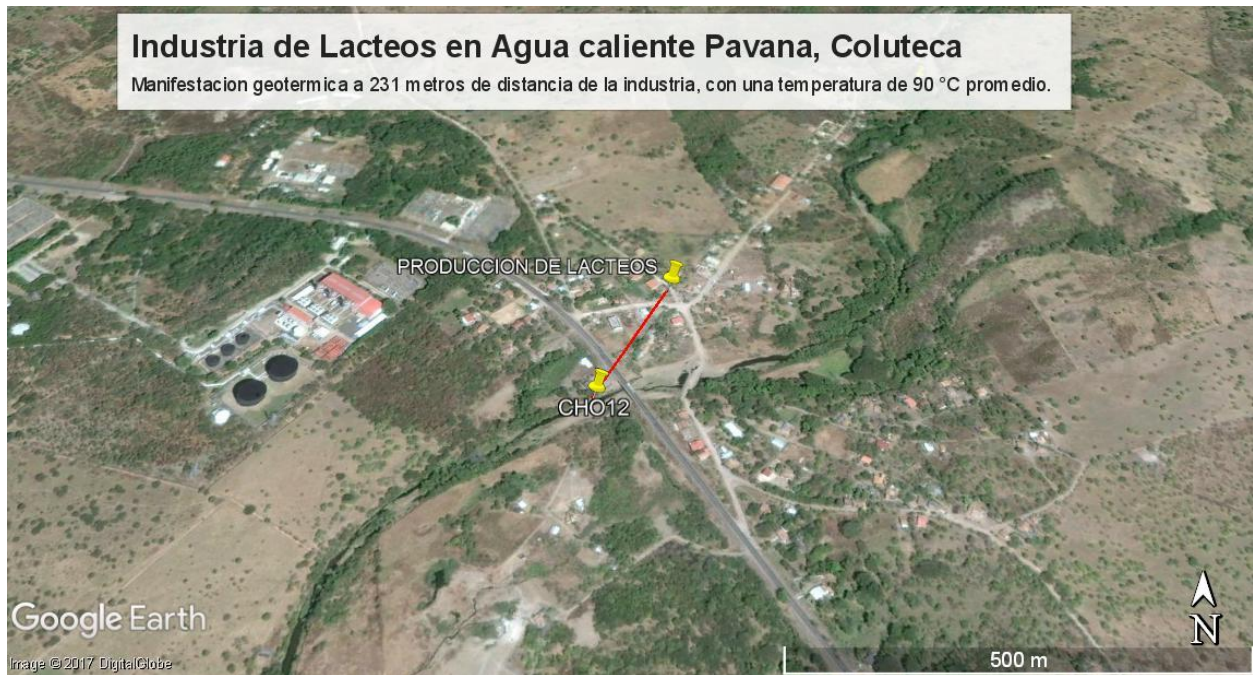 Industria de Lacteos en Agua caliente Pavana, Coluteca
Manifestacion geotermica a 231 metros de distancia de la industria, con una temperatura de 90 °C promedio.
PRODUCCION DE LACTEOS
CHO12
Google Earth
N
Image © 2017 DigitalGlobe
500 m